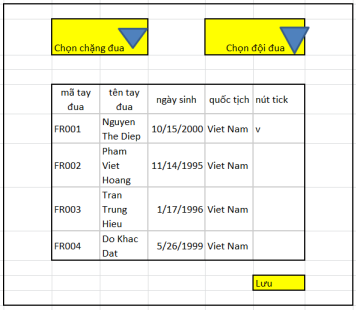 Chọn chặng đua Chọn đội đua
mã tay đua tên tay đua ngày sinh quốc tịch nút tick
FR001 Nguyen The Diep 10/15/2000 Viet Nam v
FR002 Pham Viet Hoang 11/14/1995 Viet Nam
FR003 Tran Trung Hieu 1/17/1996 Viet Nam
FR004 Do Khac Dat 5/26/1999 Viet Nam
Lưu